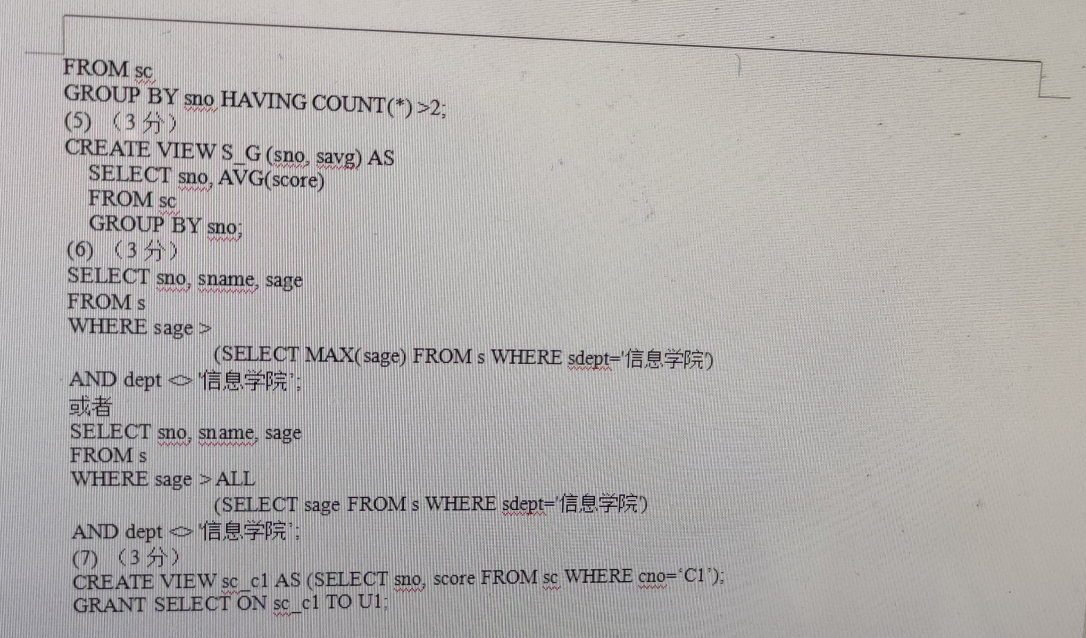 FROM sc
GROUP BY sno HAVING COUNT(*) >2;
(5) （3 分）
CREATE VIEW S_G (sno, savg) AS
SELECT sno, AVG(score)
FROM sc
GROUP BY sno;
(6) （3 分）
SELECT sno, sname, sage
FROM s
WHERE sage >
(SELECT MAX(sage) FROM s WHERE sdept='信息学院')
AND dept <> '信息学院';
或者
SELECT sno, sname, sage
FROM s
WHERE sage > ALL
(SELECT sage FROM s WHERE sdept='信息学院')
AND dept <> '信息学院';
(7) （3 分）
CREATE VIEW sc_c1 AS (SELECT sno, score FROM sc WHERE cno=‘C1’);
GRANT SELECT ON sc_c1 TO U1;